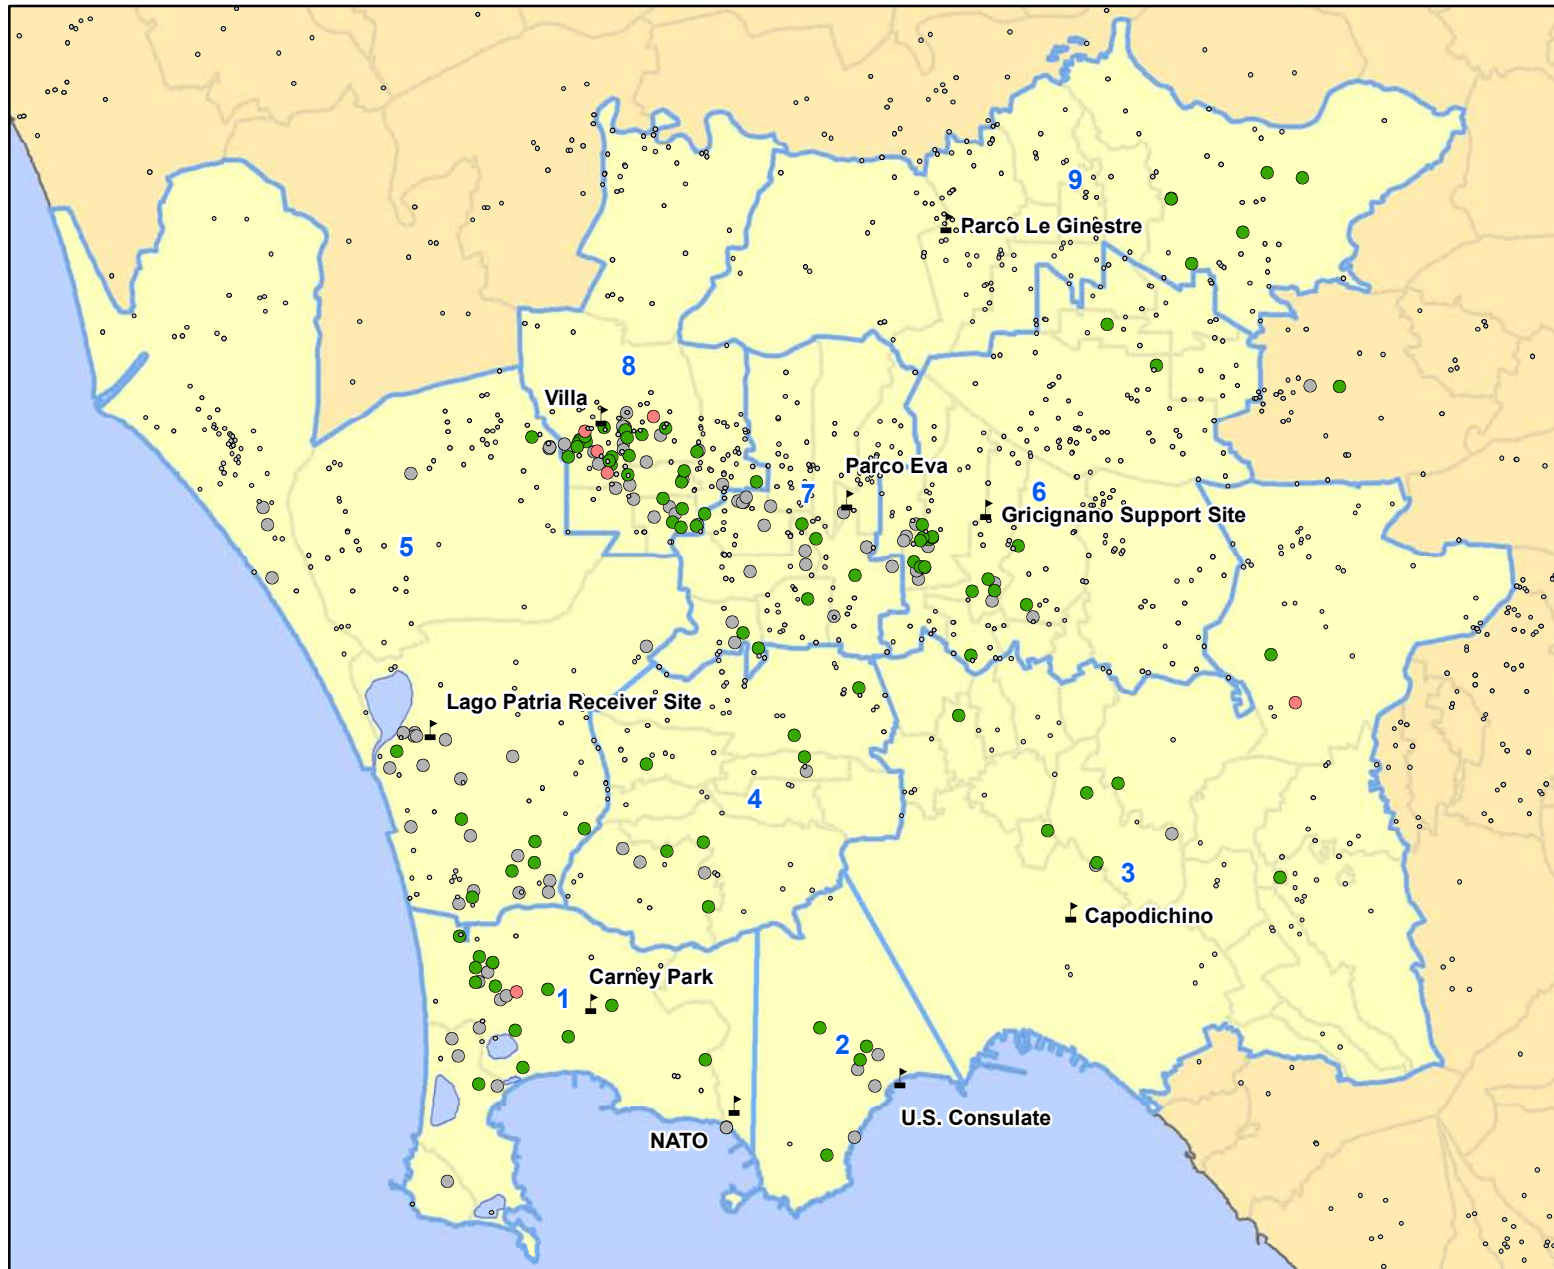 9
Parco Le Ginestre
8
Villa
Parco Eva
7
6
Gricignano Support Site
5
Lago Patria Receiver Site
4
3
Capodichino
Carney Park
1
2
U.S. Consulate
NATO